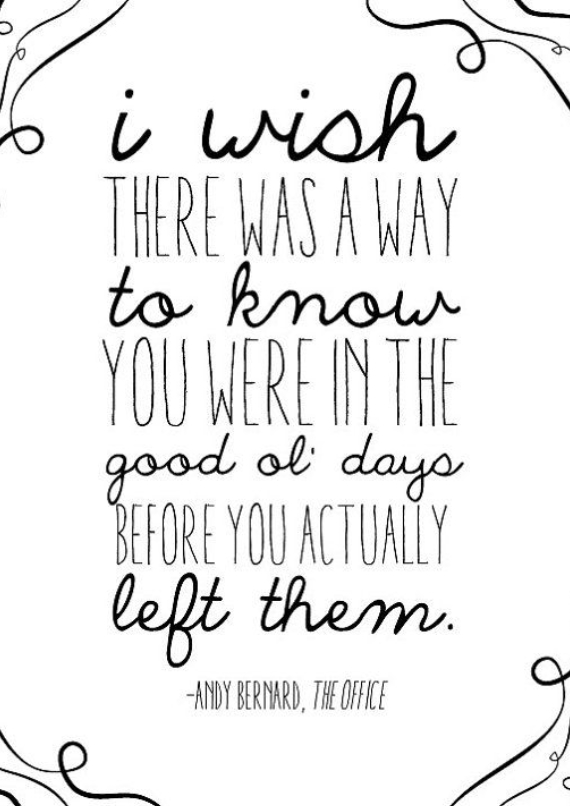 i wish
THERE WAS A WAY
to know
YOU WERE IN THE
good ol' days
BEFORE YOU ACTUALLY
left them.
-ANDY BERNARD, THE OFFICE